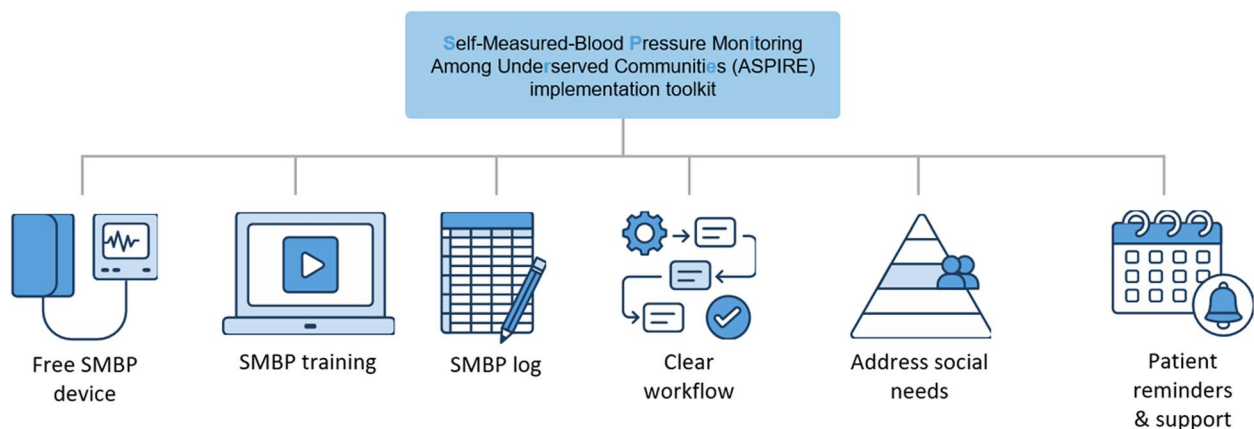 Self-Measured-Blood Pressure Monitoring
Among Underserved Communities (ASPIRE)
implementation toolkit
Free SMBP
device
SMBP training
SMBP log
Clear
workflow
Address social
needs
Patient
reminders
& support